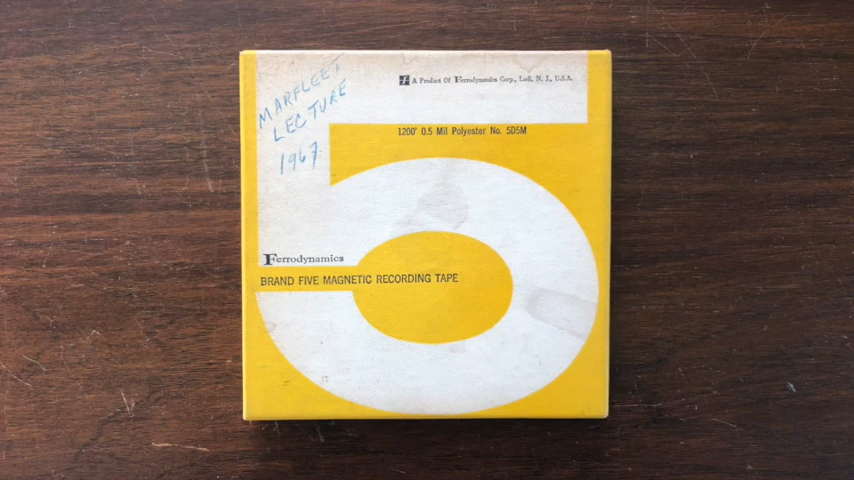 MARFLEET
LECTURE
1967
f A Product Of Ferrodynamics Corp., Lodi, N. J., U.S.A.
1200' 0.5 Mil Polyester No. 5D5M
Ferrodynamics
BRAND FIVE MAGNETIC RECORDING TAPE
5